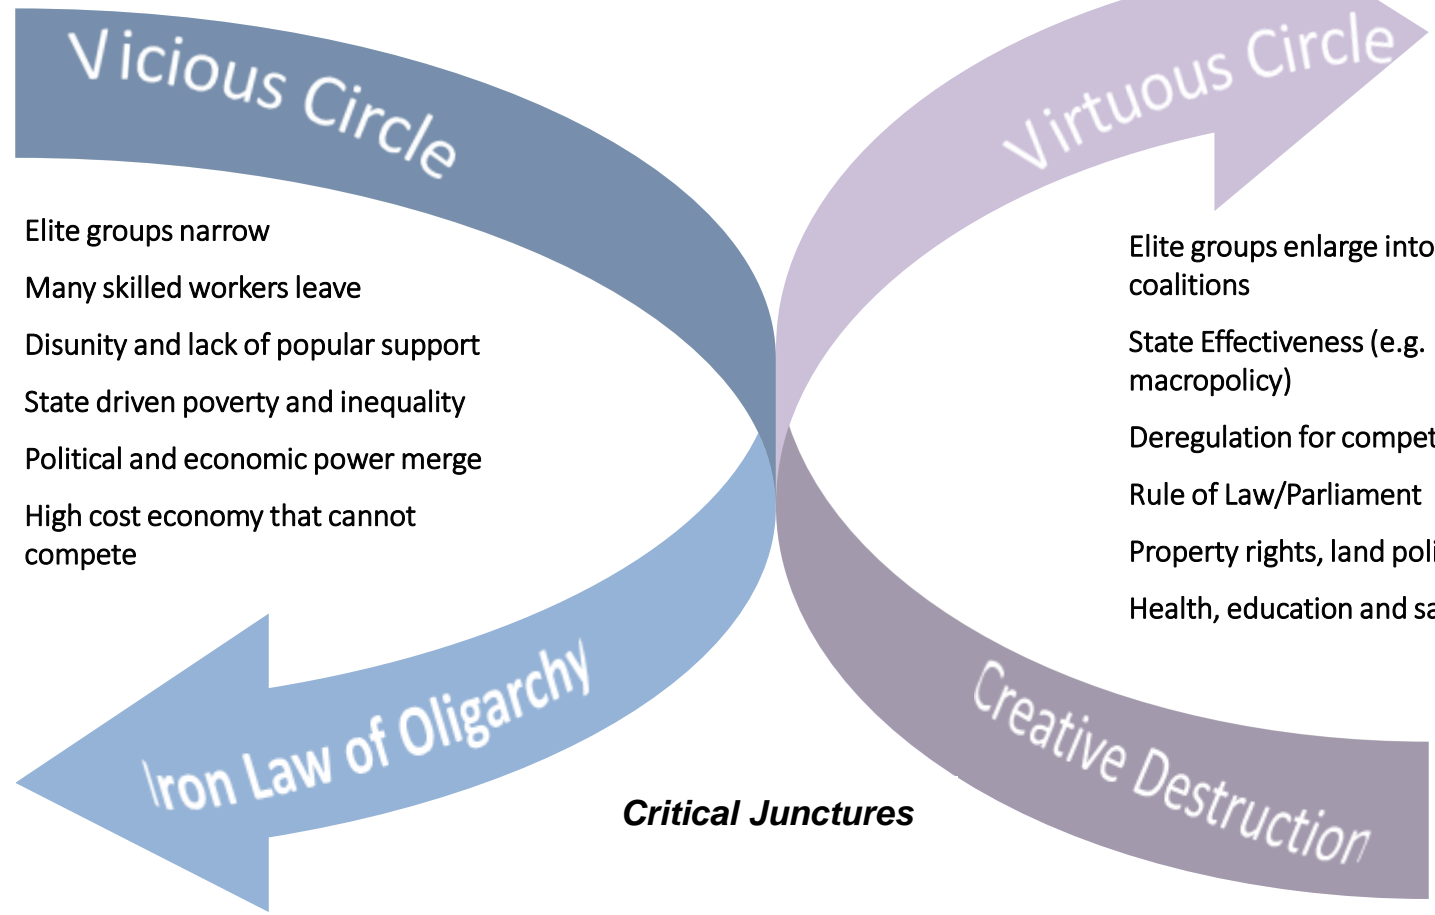 Vicious Circle
Virtuous Circle
Elite groups narrow
Many skilled workers leave
Disunity and lack of popular support
State driven poverty and inequality
Political and economic power merge
High cost economy that cannot
compete
Elite groups enlarge into
coalitions
State Effectiveness (e.g.
macropolicy)
Deregulation for
Rule of Law/Parliament
Property rights, land
Health, education and
Iron Law of Oligarchy
Creative Destruction
Critical Junctures